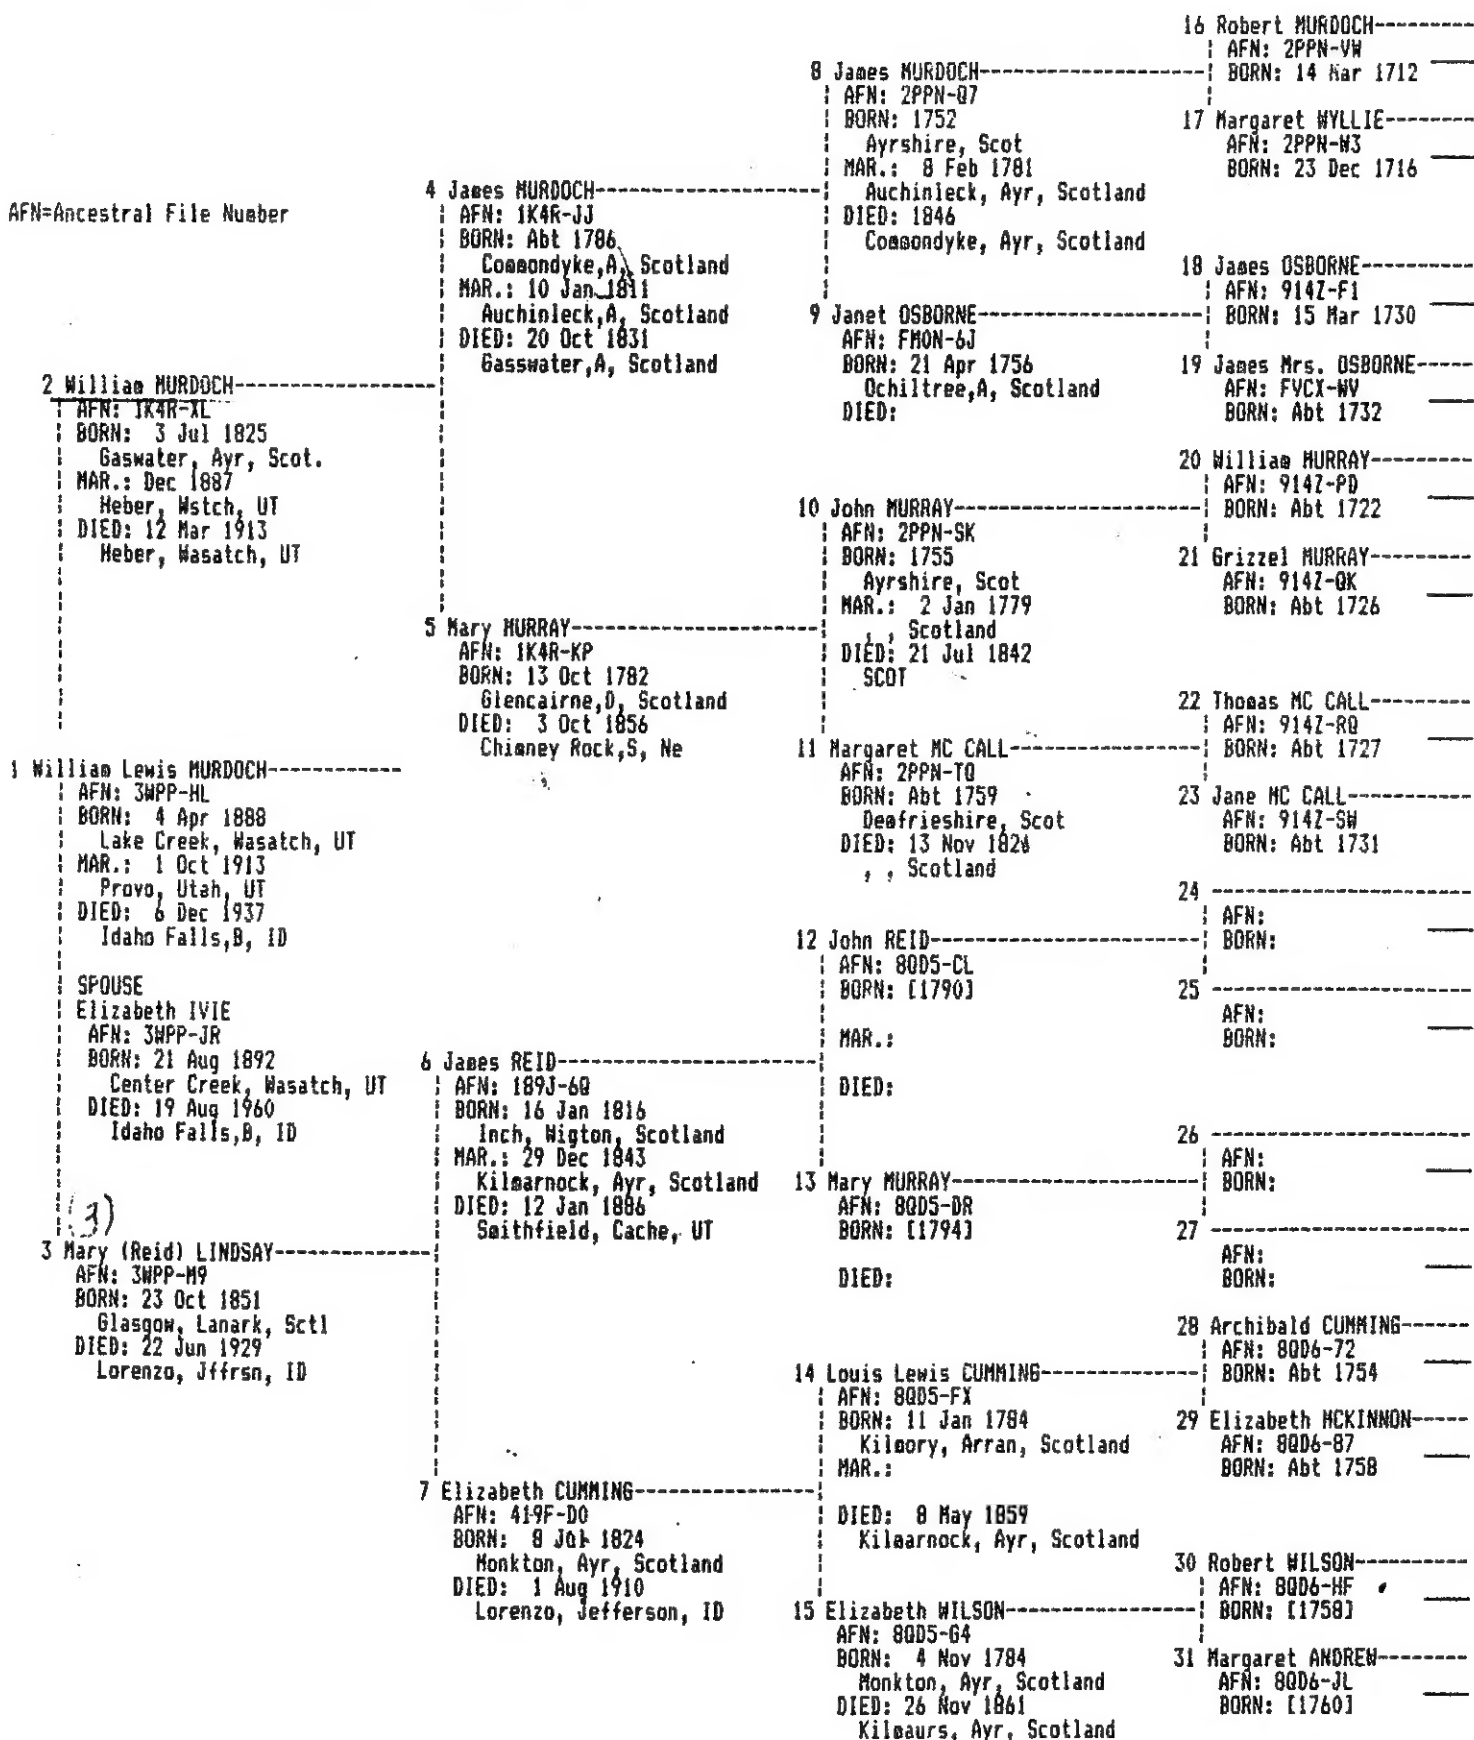 AFN=Ancestral File Number
1 William Lewis MURDOCH
AFN: 3WPP-HL
BORN: 4 Apr 1888
Lake Creek, Wasatch, UT
MAR.: 1 Oct 1913
Provo, Utah, UT
DIED: 6 Dec 1937
Idaho Falls,B, ID
SPOUSE
Elizabeth IVIE
AFN: 3WPP-JR
BORN: 21 Aug 1892
Center Creek, Wasatch, UT
DIED: 19 Aug 1960
Idaho Falls,B, ID
2 William MURDOCH
AFN: 1K4R-XL
BORN: 3 Jul 1825
Gaswater, Ayr, Scot.
MAR.: Dec 1887
Heber, Wstch, UT
DIED: 12 Mar 1913
Heber, Wasatch, UT
(3)
3 Mary (Reid) LINDSAY
AFN: 3WPP-M9
BORN: 23 Oct 1851
Glasgow, Lanark, Sctl
DIED: 22 Jun 1929
Lorenzo, Jffrsn, ID
4 James MURDOCH
AFN: 1K4R-JJ
BORN: Abt 1786
Commondyke,A, Scotland
MAR.: 10 Jan 1811
Auchinleck,A, Scotland
DIED: 20 Oct 1831
Gasswater,A, Scotland
5 Mary MURRAY
AFN: 1K4R-KP
BORN: 13 Oct 1782
Glencairne,D, Scotland
DIED: 3 Oct 1856
Chimney Rock,S, Ne
6 James REID
AFN: 189J-6Q
BORN: 16 Jan 1816
Inch, Wigton, Scotland
MAR.: 29 Dec 1843
Kilmarnock, Ayr, Scotland
DIED: 12 Jan 1886
Smithfield, Cache, UT
7 Elizabeth CUMMING
AFN: 419F-D0
BORN: 8 1824
Monkton, Ayr, Scotland
DIED: 1 Aug 1910
Lorenzo, Jefferson, ID
8 James MURDOCH
AFN: 2PPN-Q7
BORN: 1752
Ayrshire, Scot
MAR.: 8 Feb 1781
Auchinleck, Ayr, Scotland
DIED: 1846
Commondyke, Ayr, Scotland
9 Janet OSBORNE
AFN: FM0N-6J
BORN: 21 Apr 1756
Ochiltree,A, Scotland
DIED:
10 John MURRAY
AFN: 2PPN-SK
BORN: 1755
Ayrshire, Scot
MAR.: 2 Jan 1779
, , Scotland
DIED: 21 Jul 1842
SCOT
11 Margaret MC CALL
AFN: 2PPN-TQ
BORN: Abt 1759
Demfrieshire, Scot
DIED: 13 Nov
, , Scotland
12 John REID
AFN: 8QD5-CL
BORN: [1790]
MAR.:
DIED:
13 Mary MURRAY
AFN: 8QD5-DR
BORN: [1794]
DIED:
14 Louis Lewis CUMMING
AFN: 8QD5-FX
BORN: 11 Jan 1784
Kilmory, Arran, Scotland
MAR.:
DIED: 8 May 1859
Kilmarnock, Ayr, Scotland
15 Elizabeth WILSON
AFN: 8QD5-G4
BORN: 4 Nov 1784
Monkton, Ayr, Scotland
DIED: 26 Nov 1861
Kilmaurs, Ayr, Scotland
16 Robert MURDOCH
AFN: 2PPN-VW
BORN: 14 Mar 1712
17 Margaret WYLLIE
AFN: 2PPN-W3
BORN: 23 Dec 1716
18 James OSBORNE
AFN: 914Z-F1
BORN: 15 Mar 1730
19 James Mrs. OSBORNE
AFN: FVCX-WV
BORN: Abt 1732
20 William MURRAY
AFN: 914Z-PD
BORN: Abt 1722
21 Grizzel MURRAY
AFN: 914Z-QK
BORN: Abt 1726
22 Thomas MC CALL
AFN: 914Z-RQ
BORN: Abt 1727
23 Jane MC CALL
AFN: 914Z-SW
BORN: Abt 1731
24
AFN:
BORN:
25
AFN:
BORN:
26
AFN:
BORN:
27
AFN:
BORN:
28 Archibald CUMMING
AFN: 8QD6-72
BORN: Abt 1754
29 Elizabeth MCKINNON
AFN: 8QD6-87
BORN: Abt 1758
30 Robert WILSON
AFN: 8QD6-HF
BORN: [1758]
31 Margaret ANDREW
AFN: 8QD6-JL
BORN: [1760]